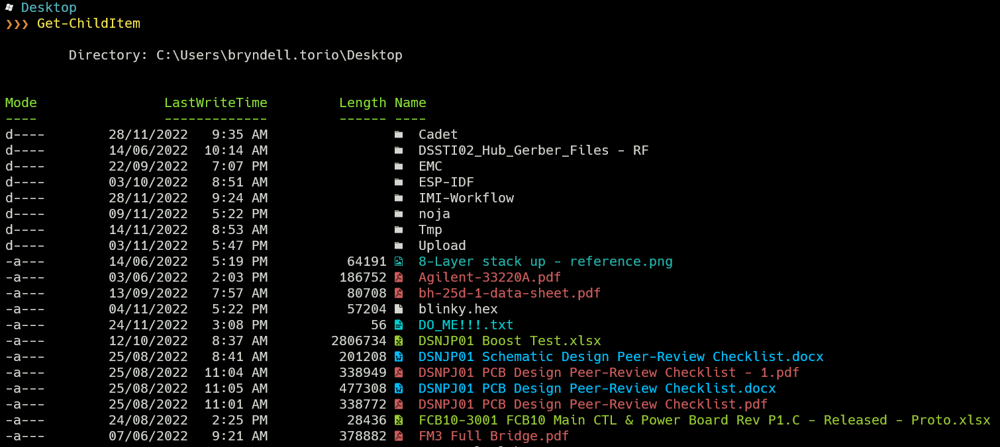 Desktop
❯❯❯ Get-ChildItem
Directory: C:\Users\bryndell.torio\Desktop
Mode LastWriteTime Length Name
---- ------------- ------ ----
d---- 28/11/2022 9:35 AM Cadet
d---- 14/06/2022 10:14 AM DSSTI02_Hub_Gerber_Files - RF
d---- 22/09/2022 7:07 PM EMC
d---- 03/10/2022 8:51 AM ESP-IDF
d---- 28/11/2022 9:24 AM IMI-Workflow
d---- 09/11/2022 5:22 PM noja
d---- 14/11/2022 8:53 AM Tmp
d---- 03/11/2022 5:47 PM Upload
-a--- 14/06/2022 5:19 PM 64191 8-Layer stack up - reference.png
-a--- 03/06/2022 2:03 PM 186752 Agilent-33220A.pdf
-a--- 13/09/2022 7:57 AM 80708 bh-25d-1-data-sheet.pdf
-a--- 04/11/2022 5:22 PM 57204 blinky.hex
-a--- 24/11/2022 3:08 PM 56 DO_ME!!!.txt
-a--- 12/10/2022 8:37 AM 2806734 DSNJP01 Boost Test.xlsx
-a--- 25/08/2022 8:41 AM 201208 DSNJP01 Schematic Design Peer-Review Checklist.docx
-a--- 25/08/2022 11:04 AM 338949 DSNPJ01 PCB Design Peer-Review Checklist - 1.pdf
-a--- 25/08/2022 11:05 AM 477308 DSNPJ01 PCB Design Peer-Review Checklist.docx
-a--- 25/08/2022 11:01 AM 338772 DSNPJ01 PCB Design Peer-Review Checklist.pdf
-a--- 24/08/2022 2:25 PM 28436 FCB10-3001 FCB10 Main CTL & Power Board Rev P1.C - Released - Proto.xlsx
-a--- 07/06/2022 9:21 AM 378882 FM3 Full Bridge.pdf